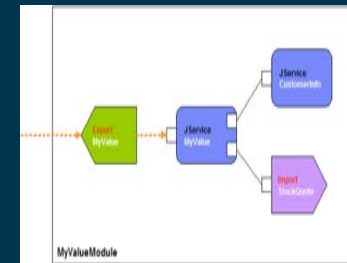 JService
CustomerInfo
Export
MyValue
JService
MyValue
Import
StockQuote
MyValueModule